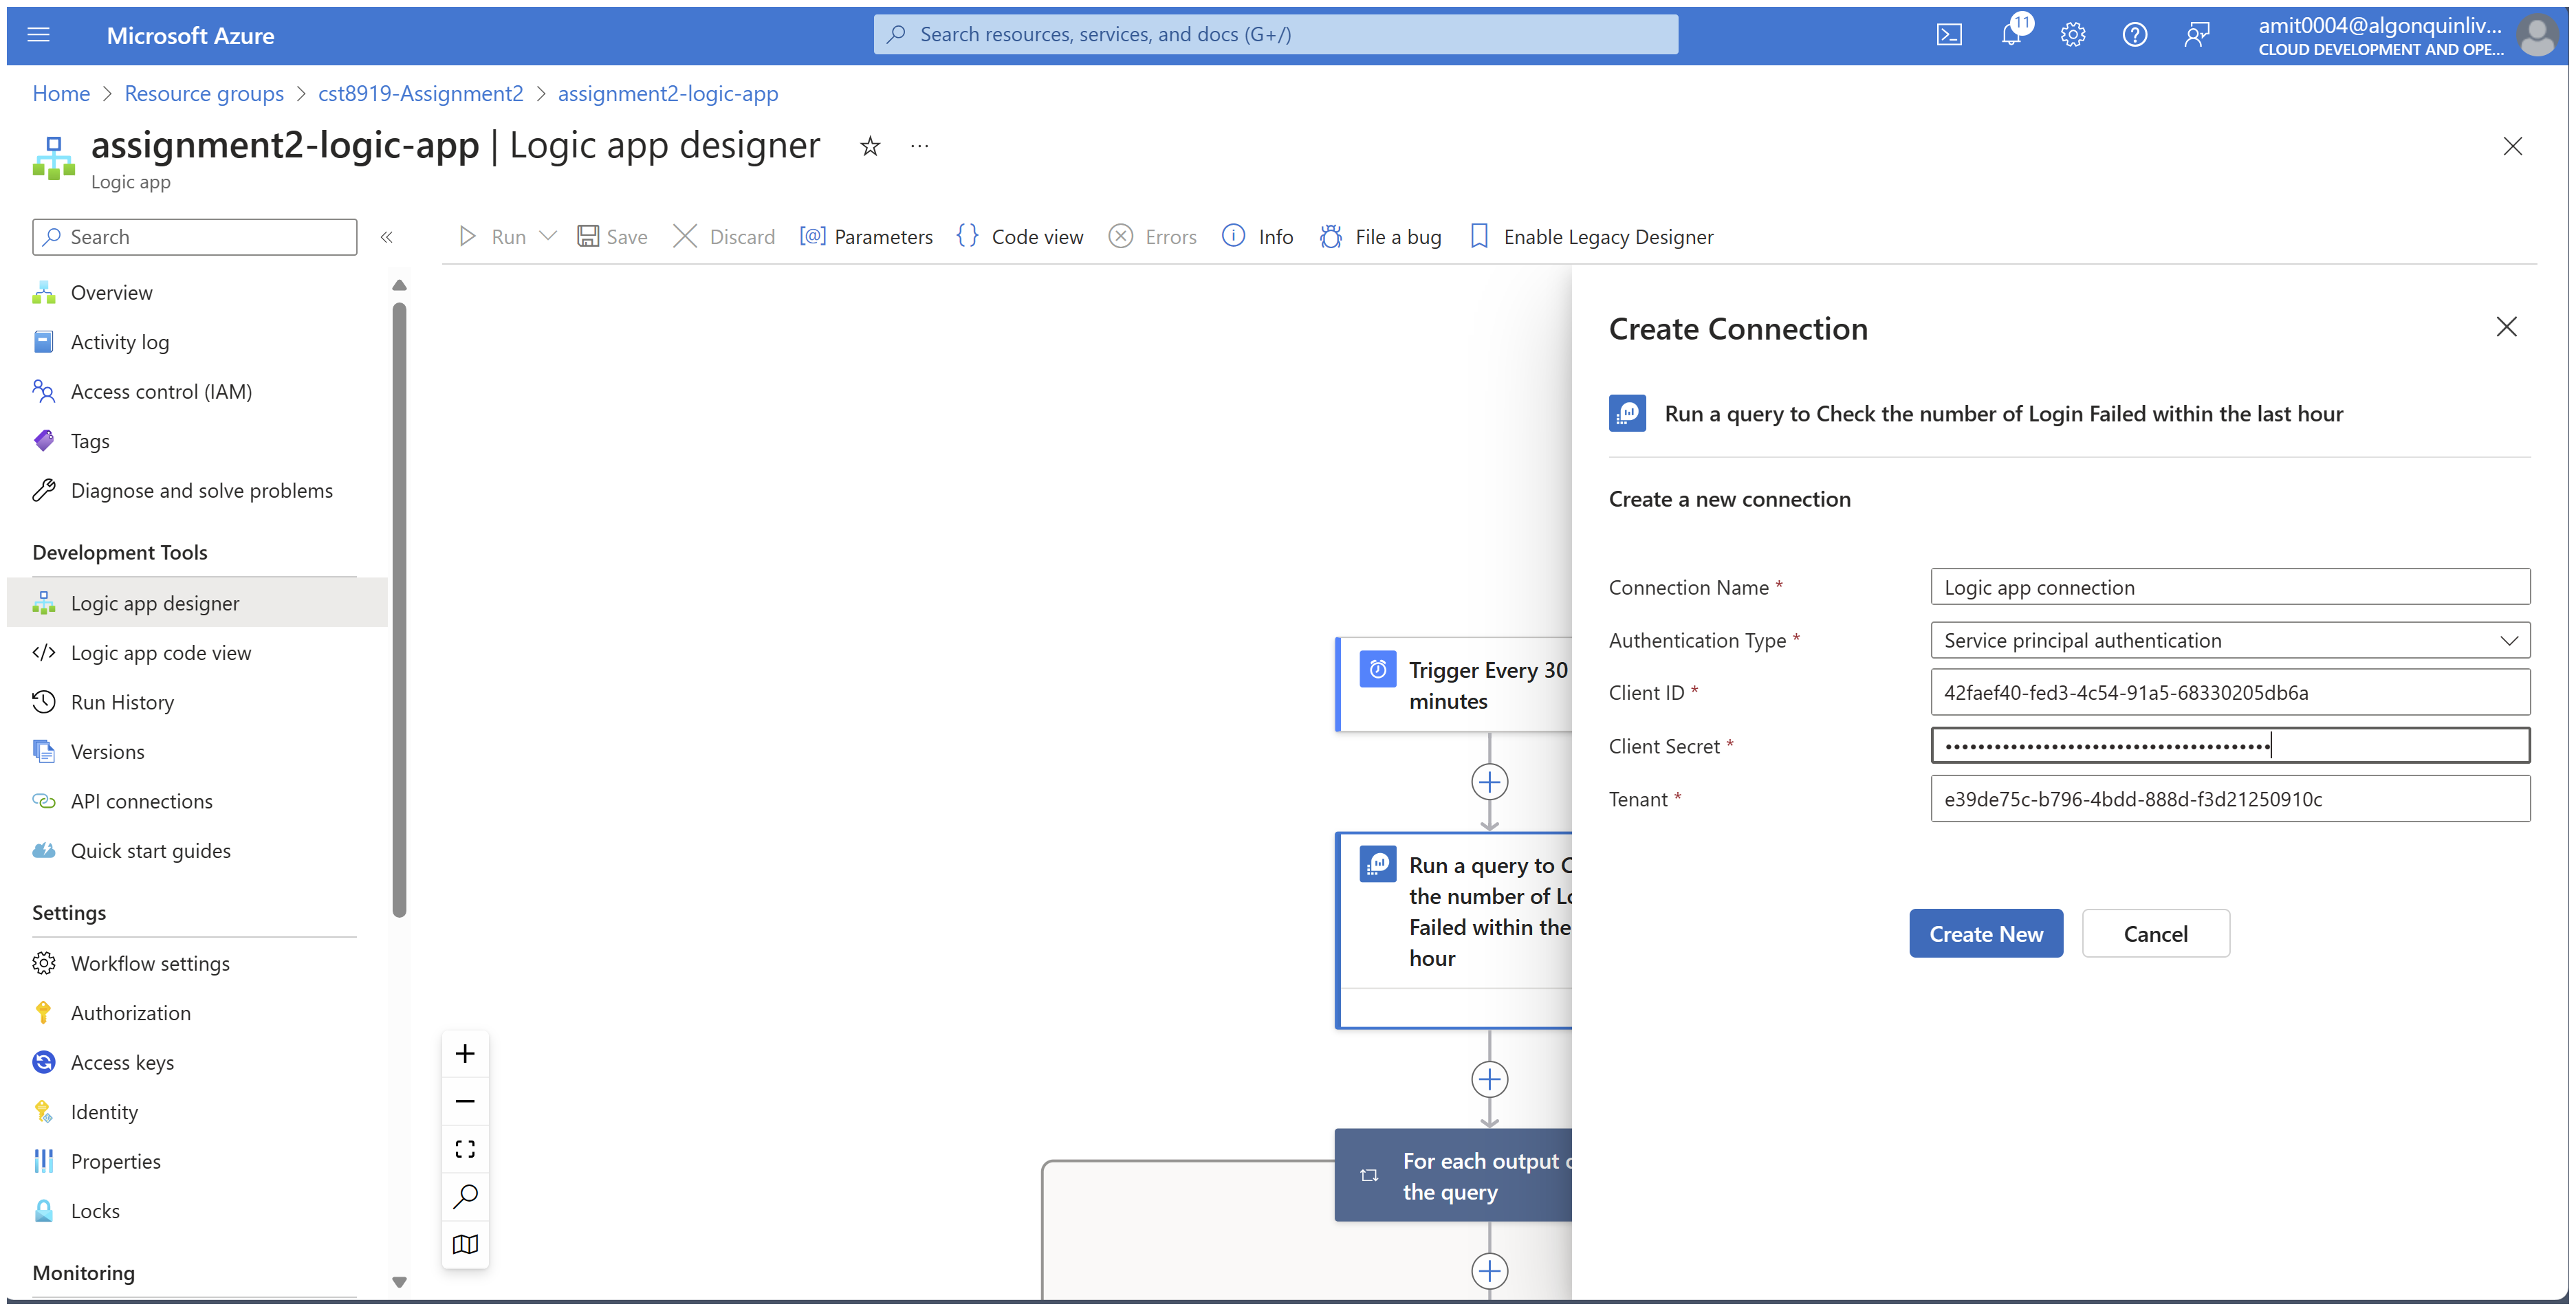 Microsoft Azure
Search resources, services, and docs (G+/)
11
amit0004@algonquinliv...
CLOUD DEVELOPMENT AND OPE...
Home > Resource groups > cst8919-Assignment2 > assignment2-logic-app
assignment2-logic-app | Logic app designer
Logic app
Search
Run
Save
Discard
[@] Parameters
{ } Code view
Errors
Info
File a bug
Enable Legacy Designer
Overview
Activity log
Access control (IAM)
Tags
Diagnose and solve problems
Development Tools
Logic app designer
Logic app code view
Run History
Versions
API connections
Quick start guides
Settings
Workflow settings
Authorization
Access keys
Identity
Properties
Locks
Monitoring
Trigger Every 30
minutes
Run a query to C
the number of Lo
Failed within the
hour
For each output o
the query
Create Connection
Run a query to Check the number of Login Failed within the last hour
Create a new connection
Connection Name *
Logic app connection
Authentication Type *
Service principal authentication
Client ID *
42faef40-fed3-4c54-91a5-68330205db6a
Client Secret *
Tenant *
e39de75c-b796-4bdd-888d-f3d21250910c
Create New
Cancel